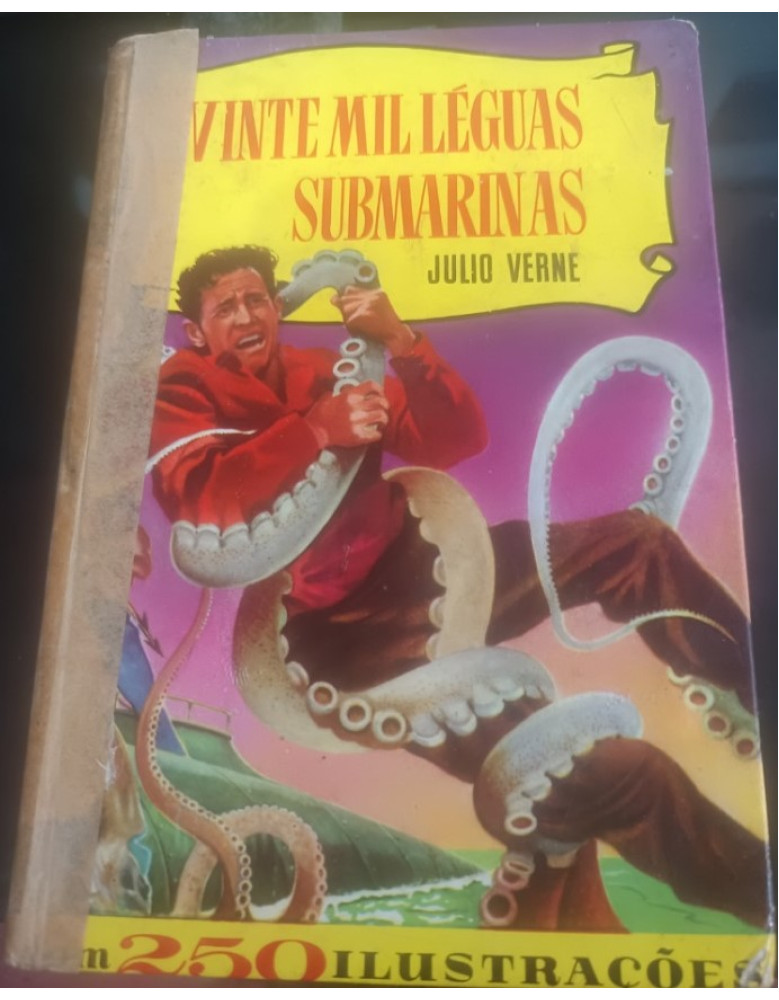 VINTE MIL LÉGUAS
SUBMARINAS
JULIO VERNE
m 250 ILUSTRAÇÕES